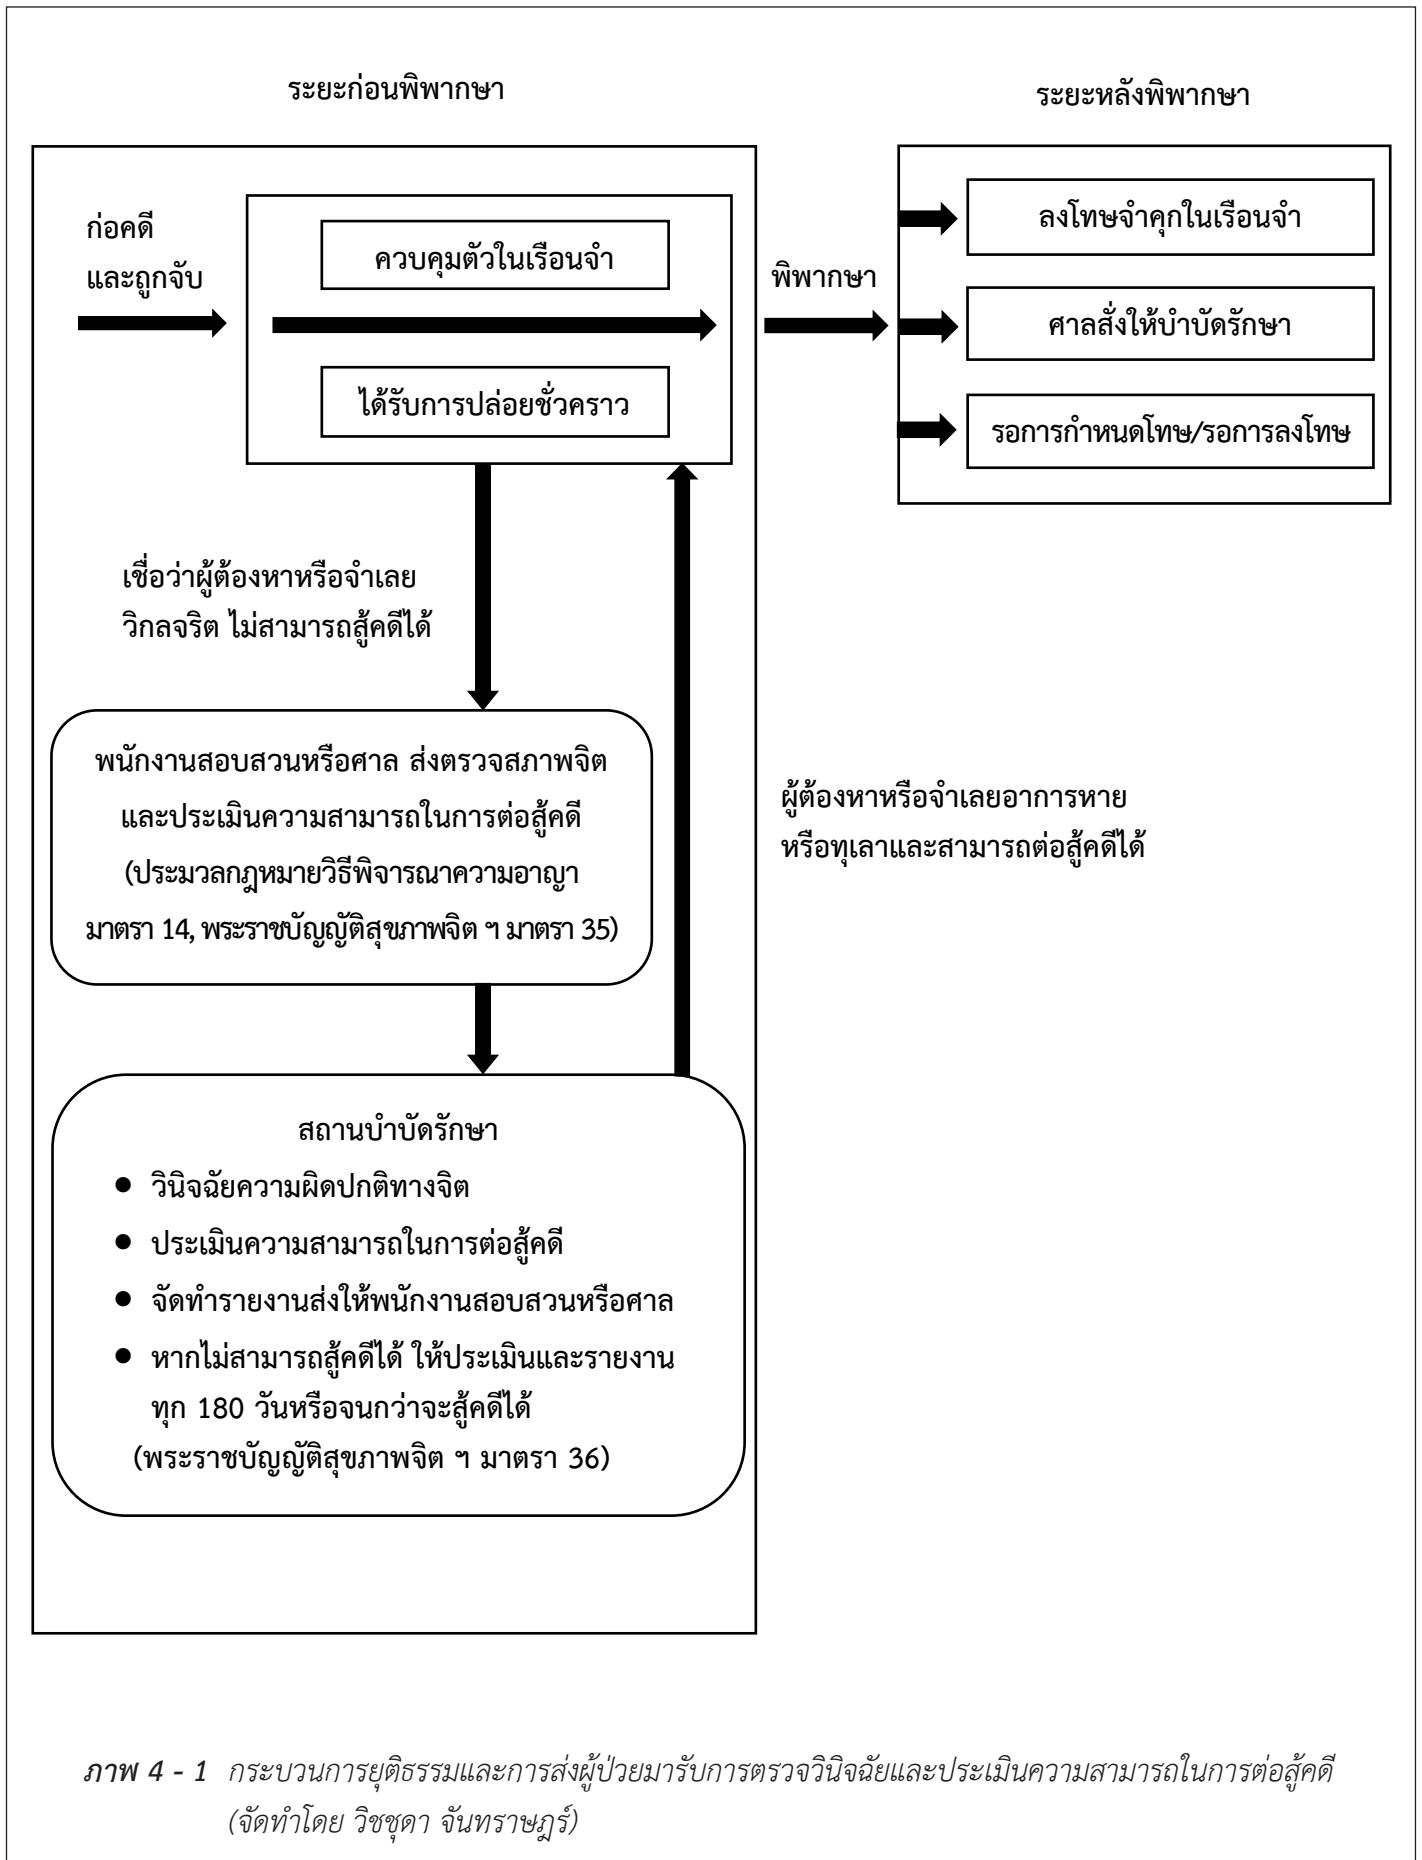 ระยะก่อนพิพากษา
ระยะหลังพิพากษา
ก่อคดี
และถูกจับ
ควบคุมตัวในเรือนจำ
ได้รับการปล่อยชั่วคราว
พิพากษา
ลงโทษจำคุกในเรือนจำ
ศาลสั่งให้บำบัดรักษา
รอการกำหนดโทษ/รอการลงโทษ
เชื่อว่าผู้ต้องหาหรือจำเลย
วิกลจริต ไม่สามารถสู้คดีได้
พนักงานสอบสวนหรือศาล ส่งตรวจสภาพจิต
และประเมินความสามารถในการต่อสู้คดี
(ประมวลกฎหมายวิธีพิจารณาความอาญา
มาตรา 14, พระราชบัญญัติสุขภาพจิต ฯ มาตรา 35)
ผู้ต้องหาหรือจำเลยอาการหาย
หรือทุเลาและสามารถต่อสู้คดีได้
สถานบำบัดรักษา
● วินิจฉัยความผิดปกติทางจิต
● ประเมินความสามารถในการต่อสู้คดี
● จัดทำรายงานส่งให้พนักงานสอบสวนหรือศาล
● หากไม่สามารถสู้คดีได้ ให้ประเมินและรายงาน
ทุก 180 วันหรือจนกว่าจะสู้คดีได้
(พระราชบัญญัติสุขภาพจิต ฯ มาตรา 36)
ภาพ 4 - 1 กระบวนการยุติธรรมและการส่งผู้ป่วยมารับการตรวจวินิจฉัยและประเมินความสามารถในการต่อสู้คดี
(จัดทำโดย วิชชุดา จันทราษฎร์)